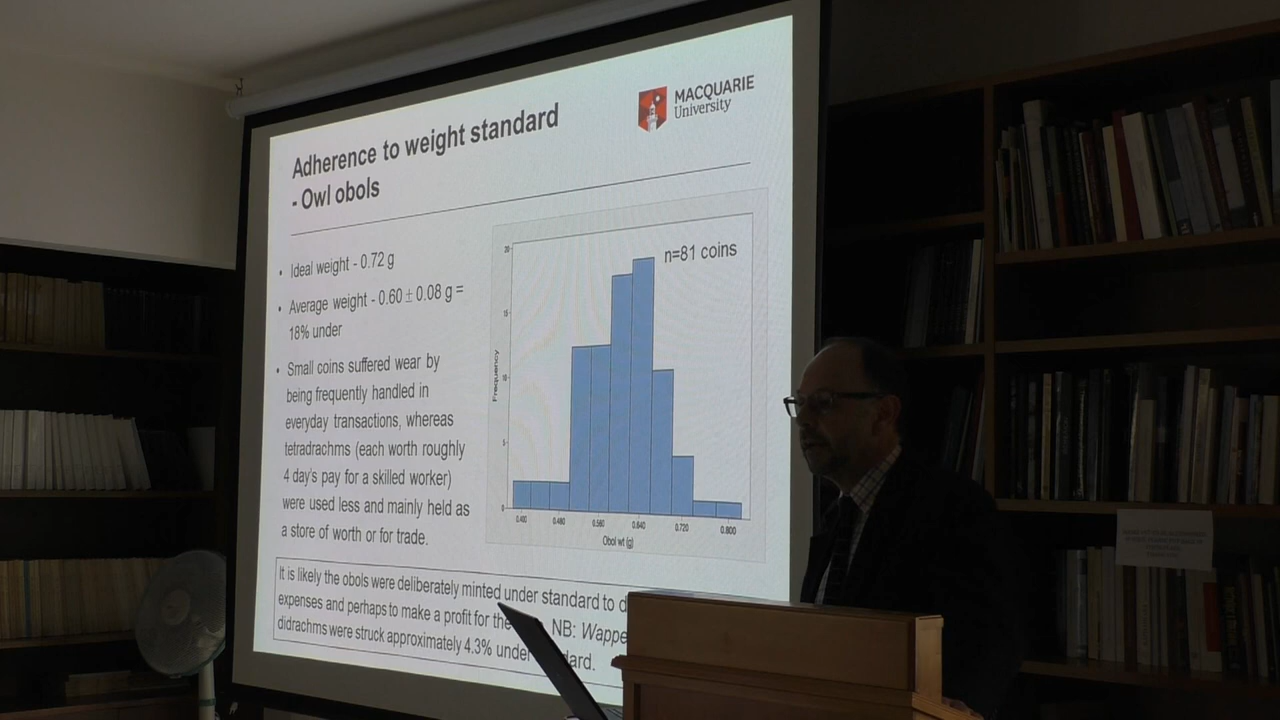 MACQUARIE
University
Adherence to weight standard
- Owl obols
• Ideal weight - 0.72 g
• Average weight - 0.60 ± 0.08 g =
18% under
• Small coins suffered wear by
being frequently handled in
everyday transactions, whereas
tetradrachms (each worth roughly
4 day's pay for a skilled worker)
were used less and mainly held as
a store of worth or for trade.
n=81 coins
Frequency
20
15
10
5
0
0.400 0.480 0.560 0.640 0.720 0.800
Obol wt (g)
It is likely the obols were deliberately minted under standard to d
expenses and perhaps to make a profit for the NB: Wappe
didrachms were struck approximately 4.3% under dard.